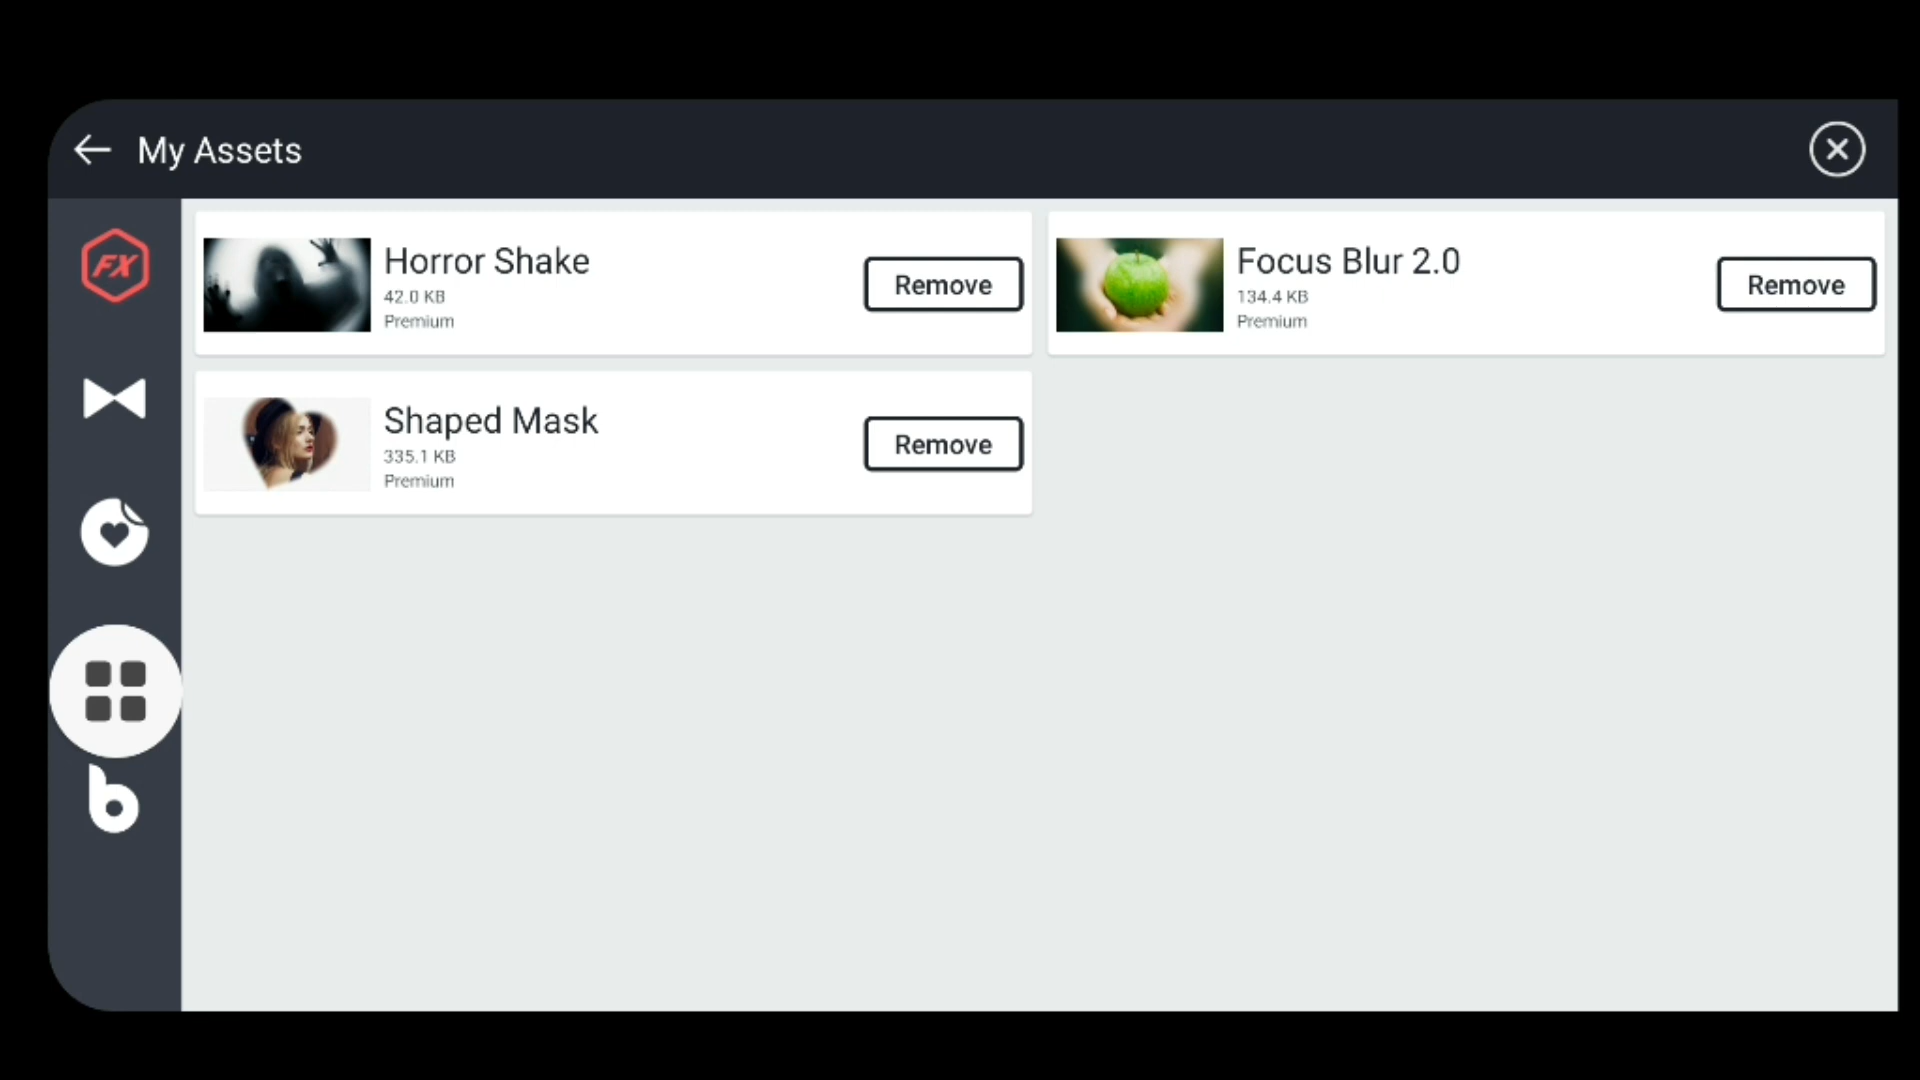 My Assets
FX
Horror Shake
42.0 KB
Premium
Remove
Focus Blur 2.0
134.4 KB
Premium
Remove
Shaped Mask
335.1 KB
Premium
Remove
b